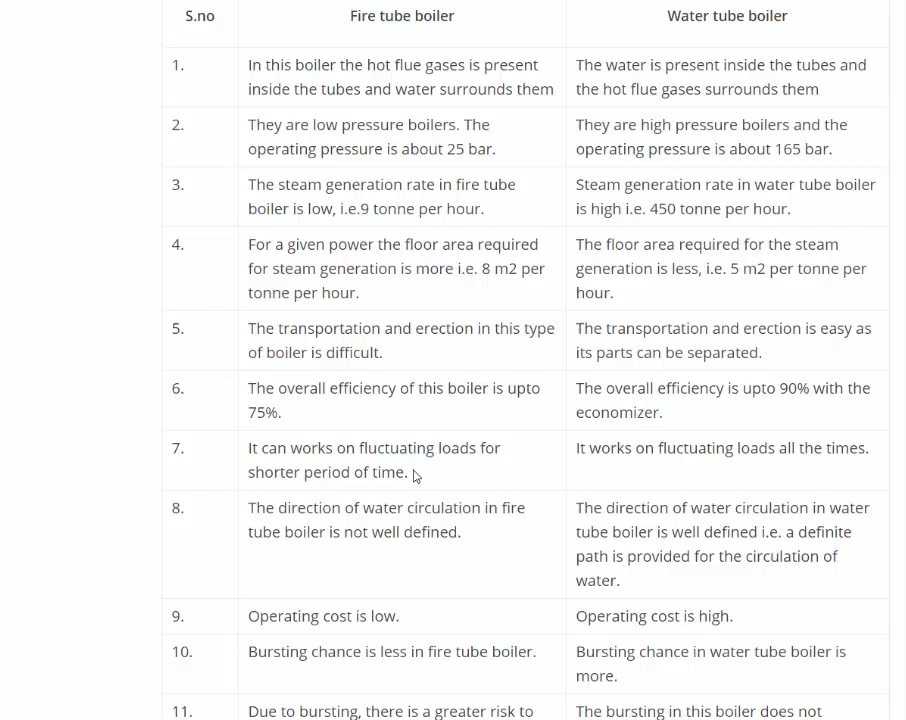 S.no Fire tube boiler Water tube boiler
1. In this boiler the hot flue gases is present
inside the tubes and water surrounds them
The water is present inside the tubes and
the hot flue gases surrounds them
2. They are low pressure boilers. The
operating pressure is about 25 bar.
They are high pressure boilers and the
operating pressure is about 165 bar.
3. The steam generation rate in fire tube
boiler is low, i.e.9 tonne per hour.
Steam generation rate in water tube boiler
is high i.e. 450 tonne per hour.
4. For a given power the floor area required
for steam generation is more i.e. 8 m2 per
tonne per hour.
The floor area required for the steam
generation is less, i.e. 5 m2 per tonne per
hour.
5. The transportation and erection in this type
of boiler is difficult.
The transportation and erection is easy as
its parts can be separated.
6. The overall efficiency of this boiler is upto
75%.
The overall efficiency is upto 90% with the
economizer.
7. It can works on fluctuating loads for
shorter period of time.
It works on fluctuating loads all the times.
8. The direction of water circulation in fire
tube boiler is not well defined.
The direction of water circulation in water
tube boiler is well defined i.e. a definite
path is provided for the circulation of
water.
9. Operating cost is low.
Operating cost is high.
10. Bursting chance is less in fire tube boiler.
Bursting chance in water tube boiler is
more.
11. Due to bursting, there is a greater risk to
The bursting in this boiler does not